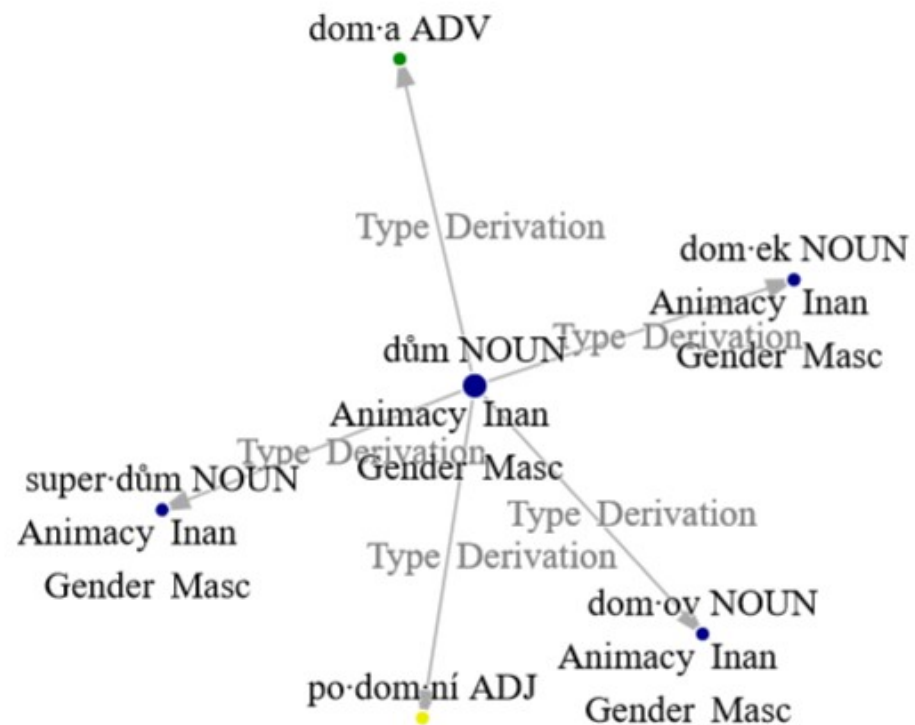 dom·a ADV
Type Derivation
dom·ek NOUN
Animacy Inan
Gender Masc
Type Derivation
dům NOUN
Animacy Inan
Gender Masc
Type Derivation
super·dům NOUN
Animacy Inan
Gender Masc
Type Derivation
Type Derivation
dom·ov NOUN
Animacy Inan
Gender Masc
po·dom·ní ADJ